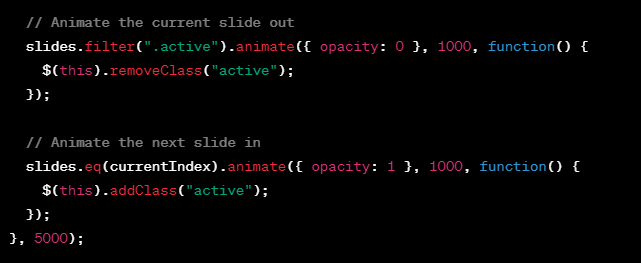 // Animate the current slide out
slides.filter(".active").animate({ opacity: 0 }, 1000, function() {
$(this).removeClass("active");
});
// Animate the next slide in
slides.eq(currentIndex).animate({ opacity: 1 }, 1000, function() {
$(this).addClass("active");
});
}, 5000);